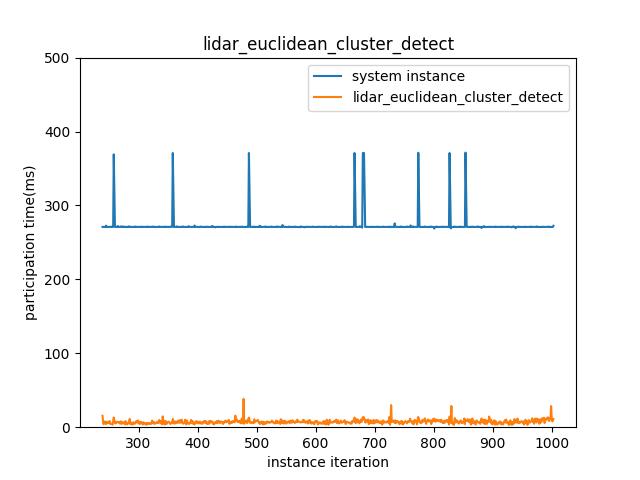 lidar_euclidean_cluster_detect
500
system instance
lidar_euclidean_cluster_detect
400
300
200
100
0
participation time(ms)
300 400 500 600 700 800 900 1000
instance iteration